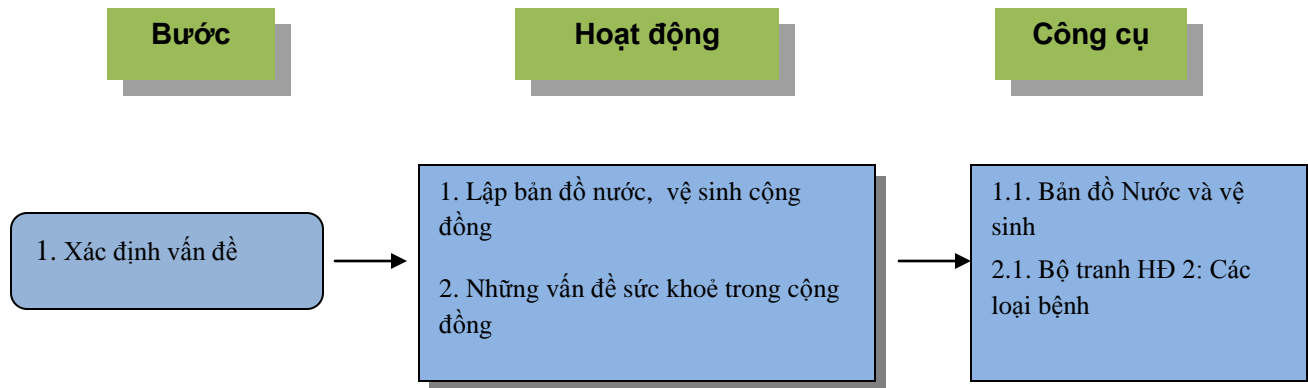 Bước
Hoạt động
Công cụ
1. Xác định vấn đề
1. Lập bản đồ nước, vệ sinh cộng
đồng
2. Những vấn đề sức khoẻ trong cộng
đồng
1.1. Bản đồ Nước và vệ
sinh
2.1. Bộ tranh HĐ 2: Các
loại bệnh